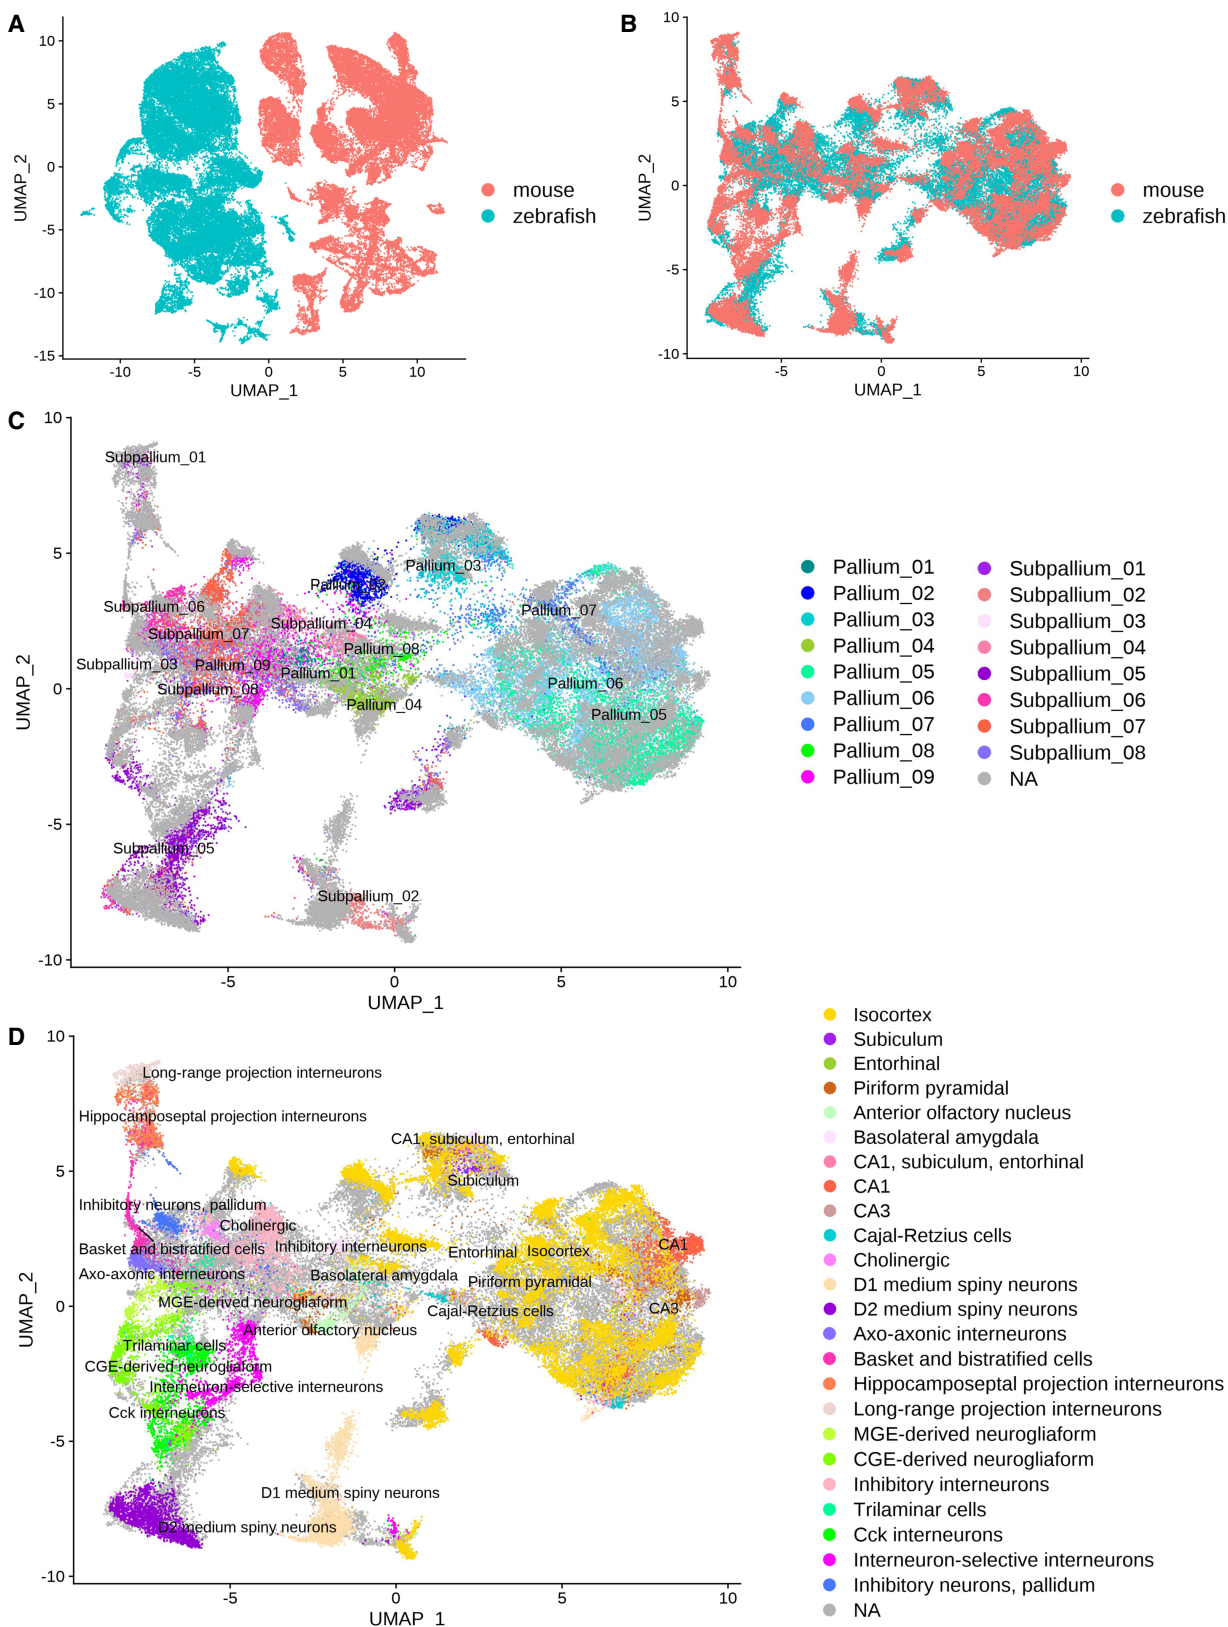 A
10
5
0
-5
-10
-15
UMAP_2
-10
-5
0
5
10
UMAP_1
mouse
zebrafish
B
10
5
0
-5
-10
UMAP_2
-5
0
5
10
UMAP_1
mouse
zebrafish
C
10
5
0
-5
-10
UMAP_2
-5
0
5
10
UMAP_1
Subpallium_01
Pallium_03
Pallium_02
Subpallium_06
Pallium_07
Subpallium_04
Subpallium_07
Pallium_08
Subpallium_03
Pallium_09
Pallium_01
Pallium_06
Subpallium_08
Pallium_04
Pallium_05
Subpallium_05
Subpallium_02
Pallium_01
Pallium_02
Pallium_03
Pallium_04
Pallium_05
Pallium_06
Pallium_07
Pallium_08
Pallium_09
Subpallium_01
Subpallium_02
Subpallium_03
Subpallium_04
Subpallium_05
Subpallium_06
Subpallium_07
Subpallium_08
NA
D
10
5
0
-5
-10
UMAP_2
-5
0
5
10
UMAP_1
Long-range projection interneurons
Hippocamposeptal projection interneurons
CA1, subiculum, entorhinal
Subiculum
Inhibitory neurons, pallidum
Cholinergic
Basket and bistratified cells
Inhibitory interneurons
Entorhinal
Isocortex
CA1
Axo-axonic interneurons
Basolateral amygdala
Piriform pyramidal
MGE-derived neurogliaform
Cajal-Retzius cells
CA3
Anterior olfactory nucleus
Trilaminar cells
CGE-derived neurogliaform
Interneuron-selective interneurons
Cck interneurons
D1 medium spiny neurons
D2 medium spiny neurons
Isocortex
Subiculum
Entorhinal
Piriform pyramidal
Anterior olfactory nucleus
Basolateral amygdala
CA1, subiculum, entorhinal
CA1
CA3
Cajal-Retzius cells
Cholinergic
D1 medium spiny neurons
D2 medium spiny neurons
Axo-axonic interneurons
Basket and bistratified cells
Hippocamposeptal projection interneurons
Long-range projection interneurons
MGE-derived neurogliaform
CGE-derived neurogliaform
Inhibitory interneurons
Trilaminar cells
Cck interneurons
Interneuron-selective interneurons
Inhibitory neurons, pallidum
NA